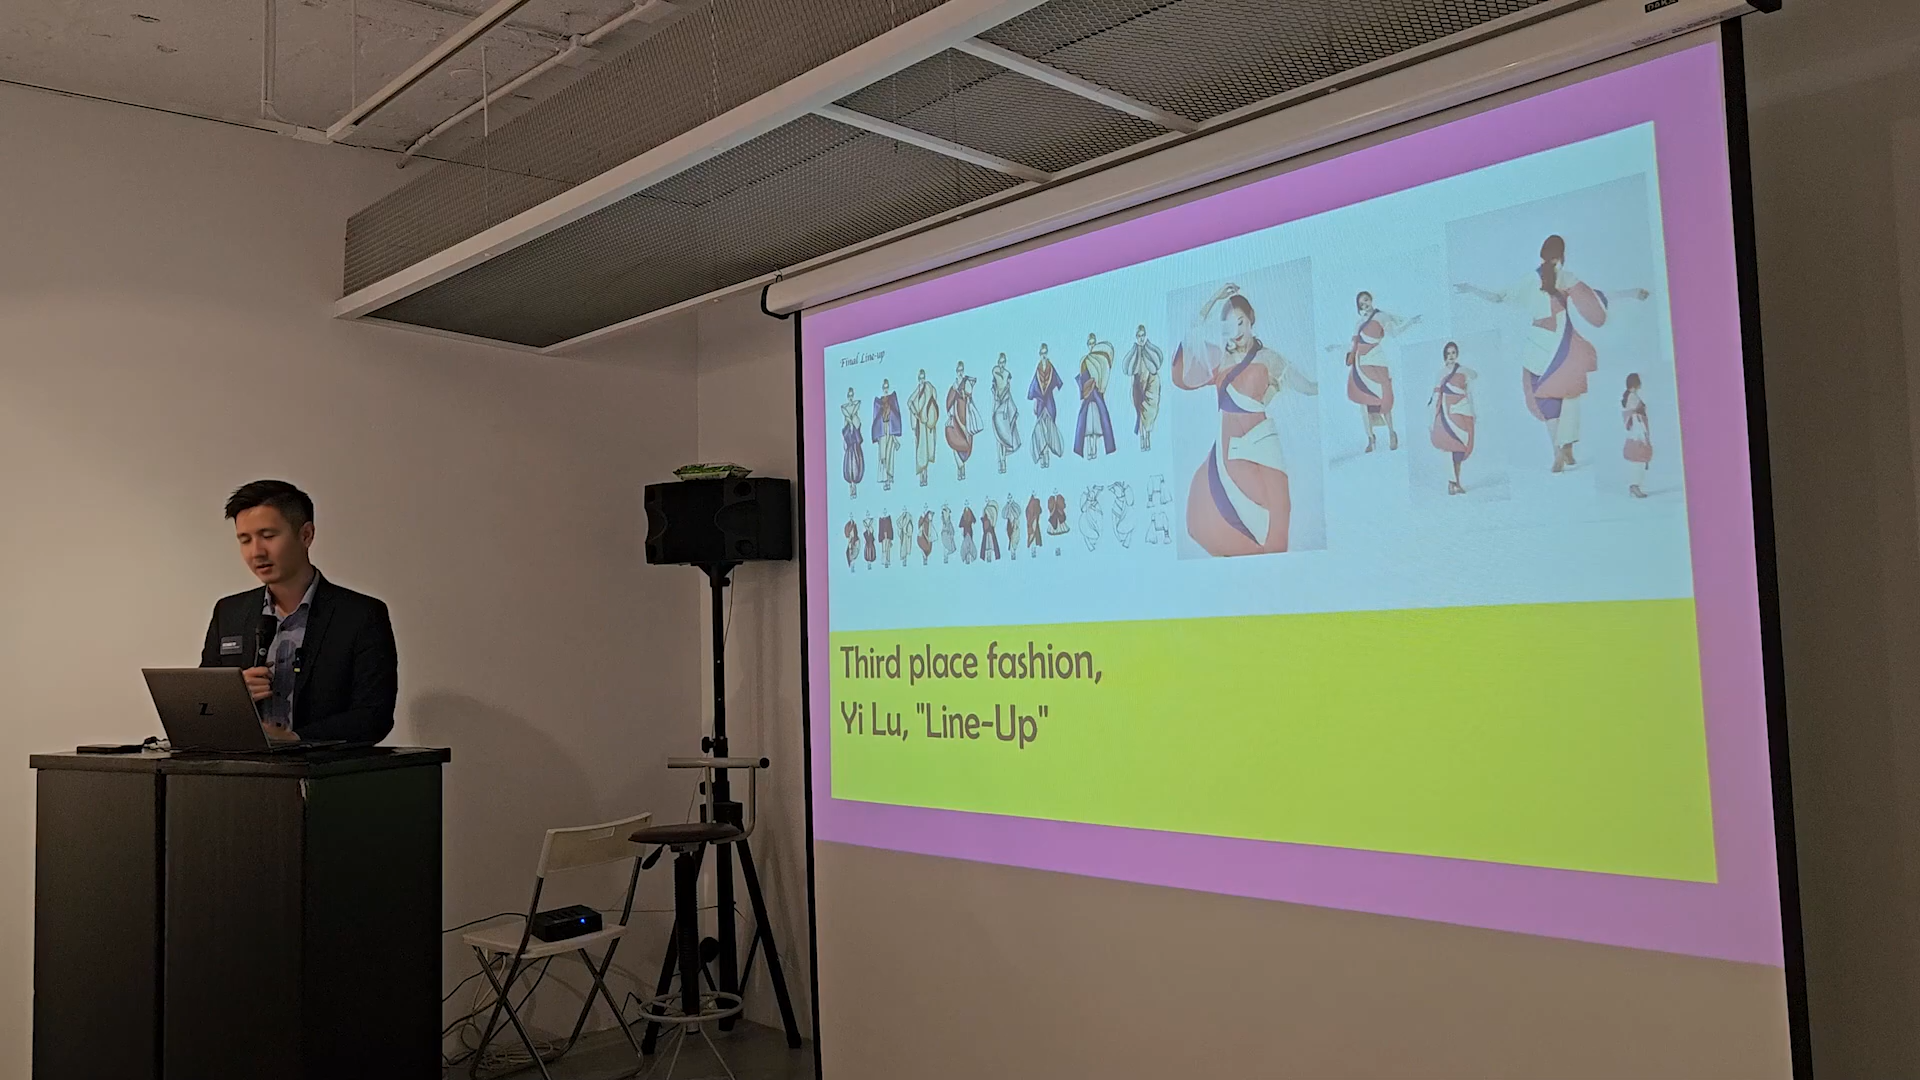 Final Line-up
Third place fashion,
Yi Lu, "Line-Up"
Z